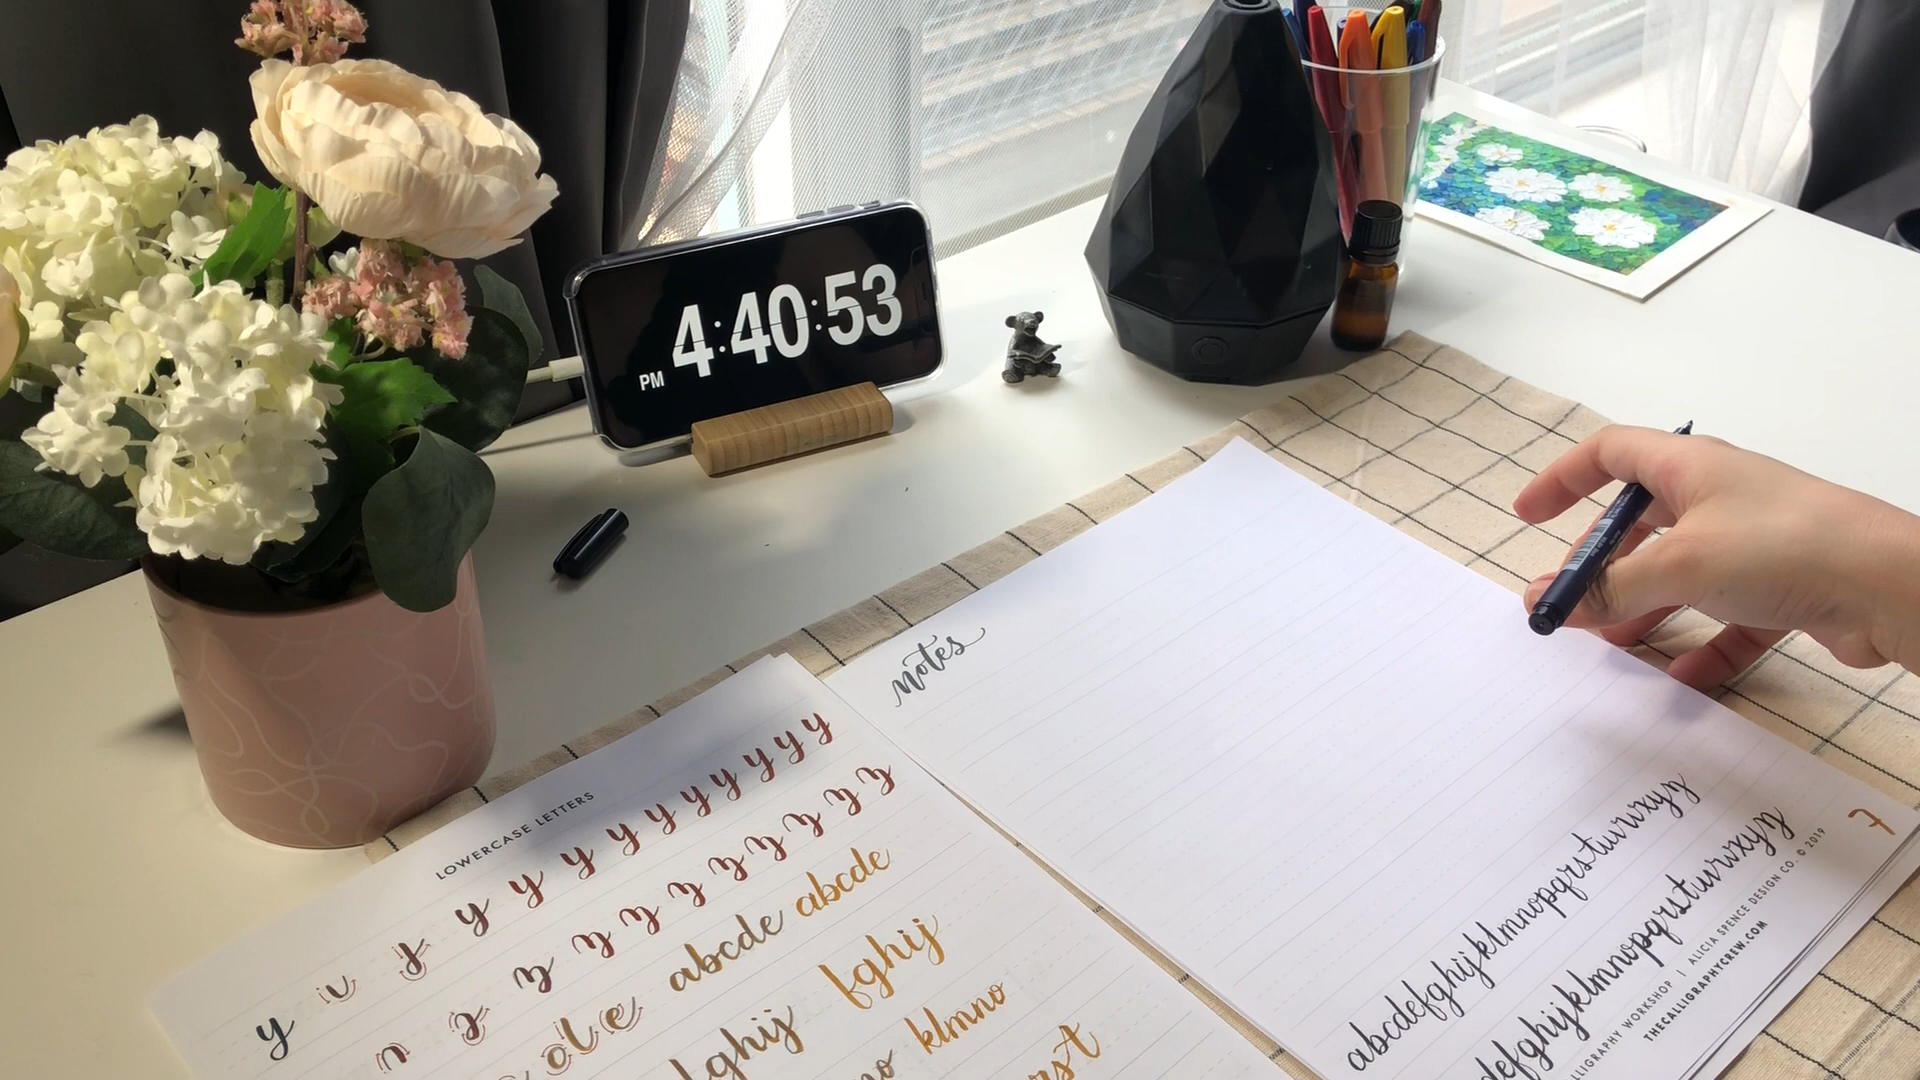 PM 4:40:53
notes
LOWERCASE LETTERS
y y y y y y y y y
abcde abcde
fghij fghij
klmno
abcdefghijklmnopqrstuvwxyz
defghijklmnopqrstuvwxyz
7
CALLIGRAPHY WORKSHOP | ALICIA SPENCE DESIGN CO. © 2019
THECALLIGRAPHYCREW.COM